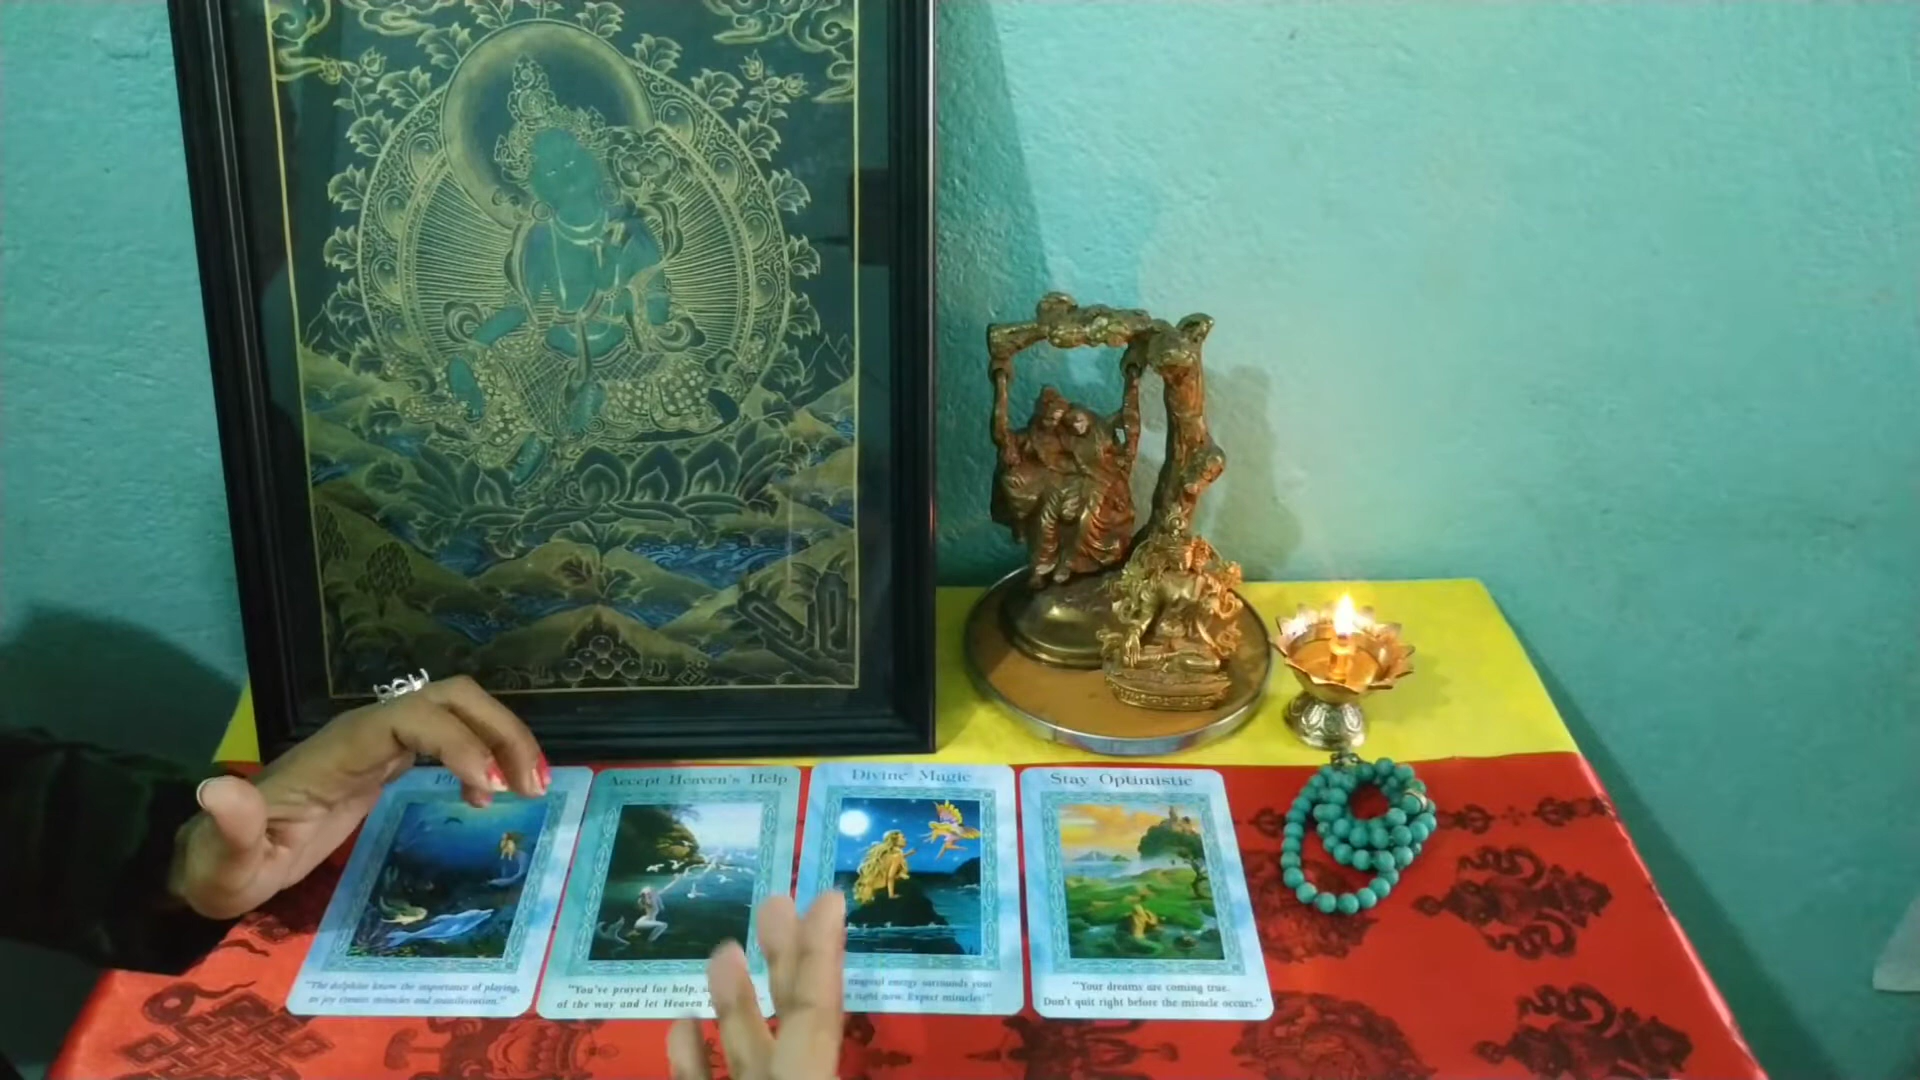 Accept Heaven's Help
Divine Magic
Stay Optimistic
"The dolphins know the importance of playing,
as joy creates miracles and manifestation."
"You've prayed for help,
of the way and let Heaven
magical energy surrounds your
right now. Expect miracles!"
"Your dreams are coming true.
Don't quit right before the miracle occurs."